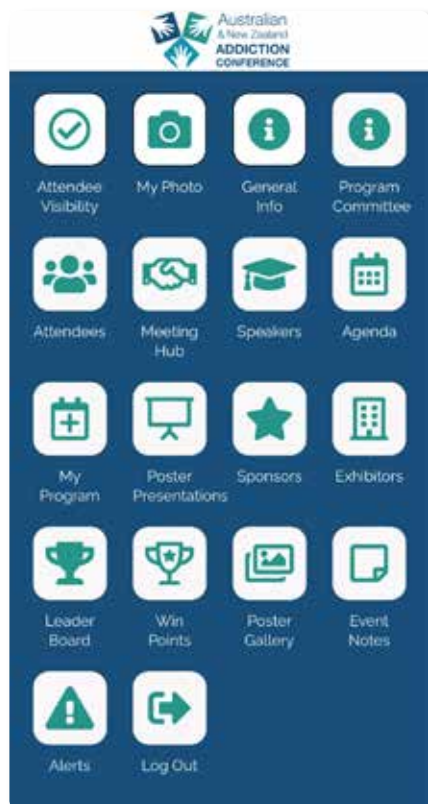 Australian
& New Zealand
ADDICTION
CONFERENCE
Attendee
Visibility
My Photo
General
Info
Program
Committee
Attendees
Meeting
Hub
Speakers
Agenda
My
Program
Poster
Presentations
Sponsors
Exhibitors
Leader
Board
Win
Points
Poster
Gallery
Event
Notes
Alerts
Log Out